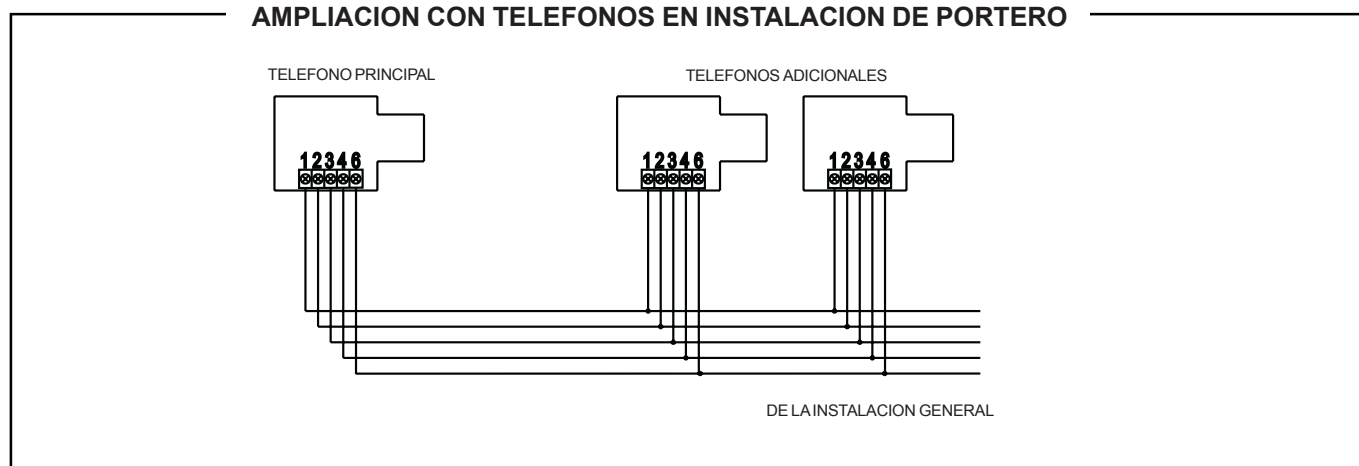 AMPLIACION CON TELEFONOS EN INSTALACION DE PORTERO
TELEFONO PRINCIPAL
TELEFONOS ADICIONALES
12346
12346
12346
DE LA INSTALACION GENERAL